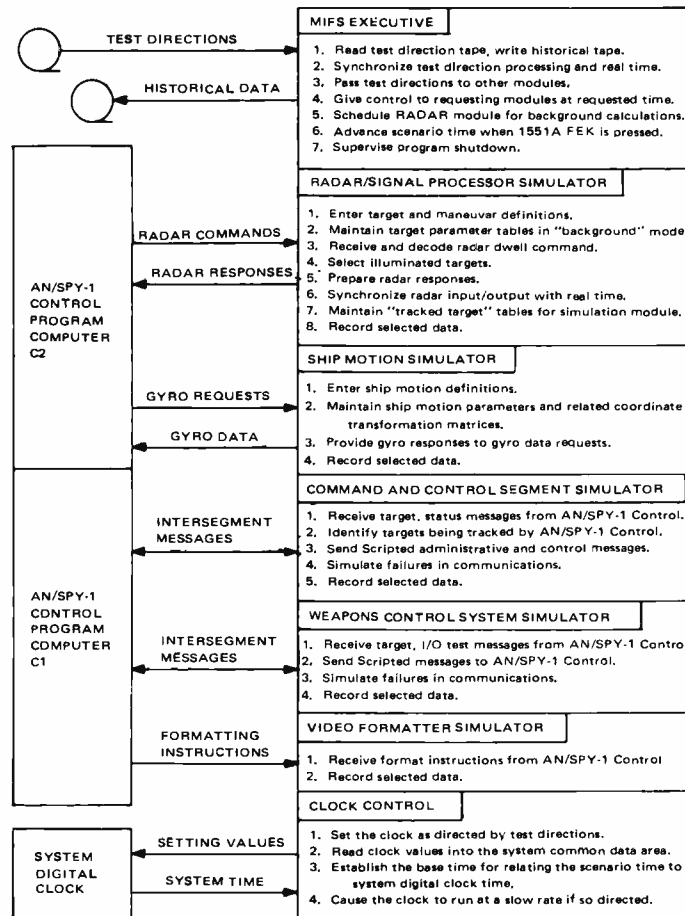 MIFS EXECUTIVE
TEST DIRECTIONS
HISTORICAL DATA
1. Read test direction tape, write historical tape.
2. Synchronize test direction processing and real time.
3. Pass test directions to other modules.
4. Give control to requesting modules at requested time.
5. Schedule RADAR module for background calculations.
6. Advance scenario time when 1551A FEK is pressed.
7. Supervise program shutdown.
RADAR/SIGNAL PROCESSOR SIMULATOR
AN/SPY-1
CONTROL
PROGRAM
COMPUTER
C2
RADAR COMMANDS
RADAR RESPONSES
1. Enter target and maneuvar definitions.
2. Maintain target parameter tables in "background" mode
3. Receive and decode radar dwell command.
4. Select illuminated targets.
5. Prepare radar responses.
6. Synchronize radar input/output with real time.
7. Maintain "tracked target" tables for simulation module.
8. Record selected data.
SHIP MOTION SIMULATOR
GYRO REQUESTS
GYRO DATA
1. Enter ship motion definitions.
2. Maintain ship motion parameters and related coordinate
transformation matrices.
3. Provide gyro responses to gyro data requests.
4. Record selected data.
COMMAND AND CONTROL SEGMENT SIMULATOR
AN/SPY-1
CONTROL
PROGRAM
COMPUTER
C1
INTERSEGMENT
MESSAGES
1. Receive target, status messages from AN/SPY-1 Control.
2. Identify targets being tracked by AN/SPY-1 Control.
3. Send Scripted administrative and control messages.
4. Simulate failures in communications.
5. Record selected data.
WEAPONS CONTROL SYSTEM SIMULATOR
INTERSEGMENT
MESSAGES
1. Receive target, I/O test messages from AN/SPY-1 Contro
2. Send Scripted messages to AN/SPY-1 Control.
3. Simulate failures in communications.
4. Record selected data.
VIDEO FORMATTER SIMULATOR
FORMATTING
INSTRUCTIONS
1. Receive format instructions from AN/SPY-1 Control
2. Record selected data.
CLOCK CONTROL
SYSTEM
DIGITAL
CLOCK
SETTING VALUES
SYSTEM TIME
1. Set the clock as directed by test directions.
2. Read clock values into the system common data area.
3. Establish the base time for relating the scenario time to
system digital clock time.
4. Cause the clock to run at a slow rate if so directed.